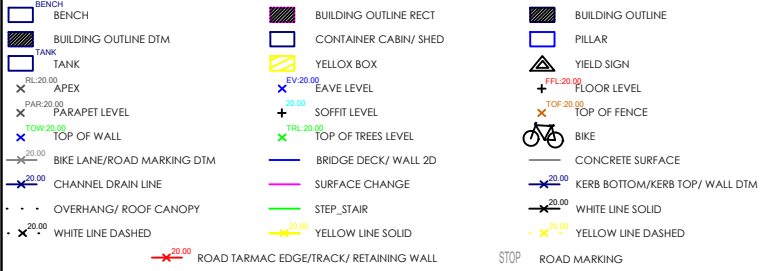 BENCH
BENCH BUILDING OUTLINE RECT BUILDING OUTLINE
BUILDING OUTLINE DTM CONTAINER CABIN/ SHED PILLAR
TANK
TANK YELLOX BOX YIELD SIGN
RL:20.00 EV:20.00 FFL:20.00
APEX EAVE LEVEL FLOOR LEVEL
PAR:20.00 20.00 TOF:20.00
PARAPET LEVEL SOFFIT LEVEL TOP OF FENCE
TOW:20.00 TRL:20.00
TOP OF WALL TOP OF TREES LEVEL BIKE
20.00
BIKE LANE/ROAD MARKING DTM BRIDGE DECK/ WALL 2D CONCRETE SURFACE
20.00 20.00
CHANNEL DRAIN LINE SURFACE CHANGE KERB BOTTOM/KERB TOP/ WALL DTM
20.00
OVERHANG/ ROOF CANOPY STEP_STAIR WHITE LINE SOLID
20.00 20.00 20.00
WHITE LINE DASHED YELLOW LINE SOLID YELLOW LINE DASHED
20.00
ROAD TARMAC EDGE/TRACK/ RETAINING WALL STOP ROAD MARKING